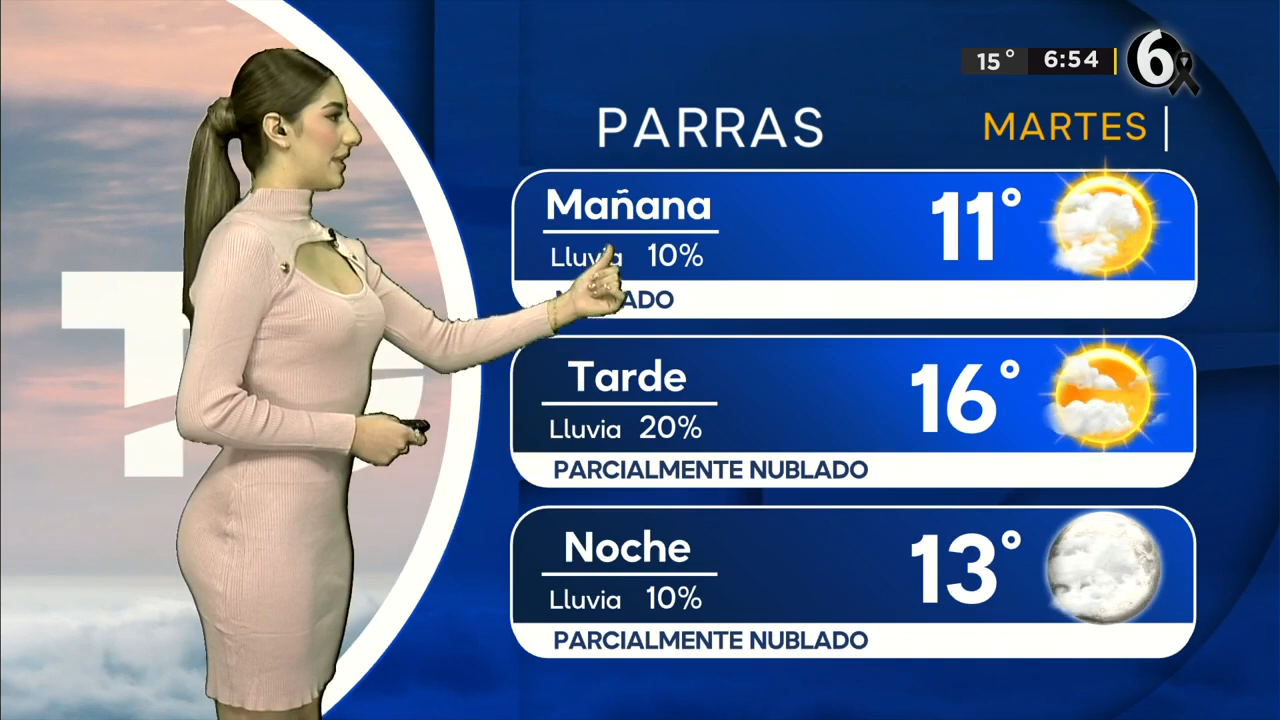 15° 6:54 6
PARRAS MARTES
Mañana 11°
Lluvia 10%
Tarde 16°
Lluvia 20%
PARCIALMENTE NUBLADO
Noche 13°
Lluvia 10%
PARCIALMENTE NUBLADO